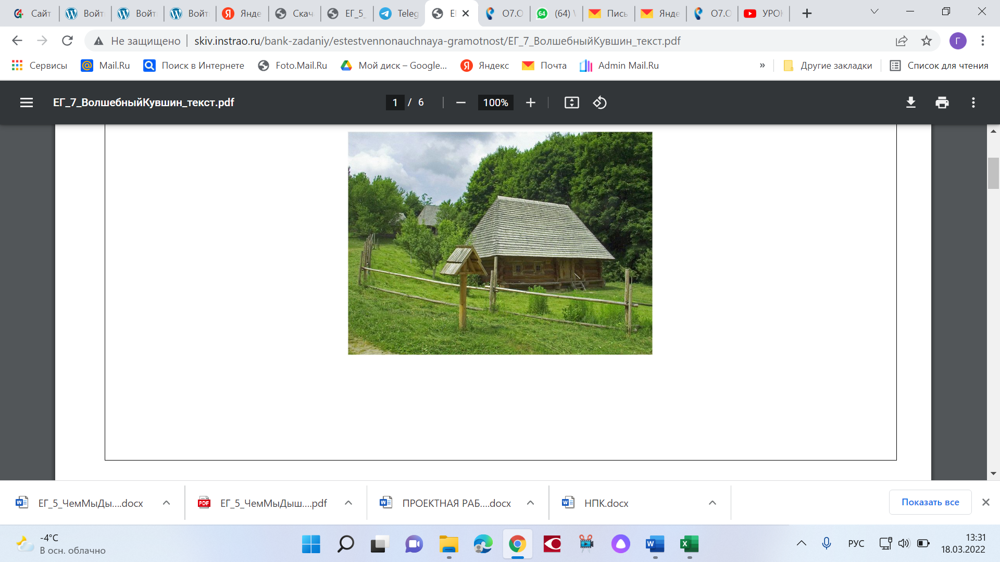 Сайт
Войт
Войт
Войт
Янде
Скач
ЕГ_5_
Teleg
О7.О
(64)
Пись
Янде
О7.О
УРОК
Не защищено
skiv.instrao.ru/bank-zadaniy/estestvennonauchnaya-gramotnost/ЕГ_7_ВолшебныйКувшин_текст.pdf
Г
Сервисы
Mail.Ru
Поиск в Интернете
Foto.Mail.Ru
Мой диск – Google...
Яндекс
Почта
Admin Mail.Ru
»
Другие закладки
Список для чтения
ЕГ_7_ВолшебныйКувшин_текст.pdf
1 / 6
100%
ЕГ_5_ЧемМыДы....docx
ЕГ_5_ЧемМыДыш....pdf
ПРОЕКТНАЯ РАБ....docx
НПК.docx
Показать все
-4°C
В осн. облачно
РУС
13:31
18.03.2022